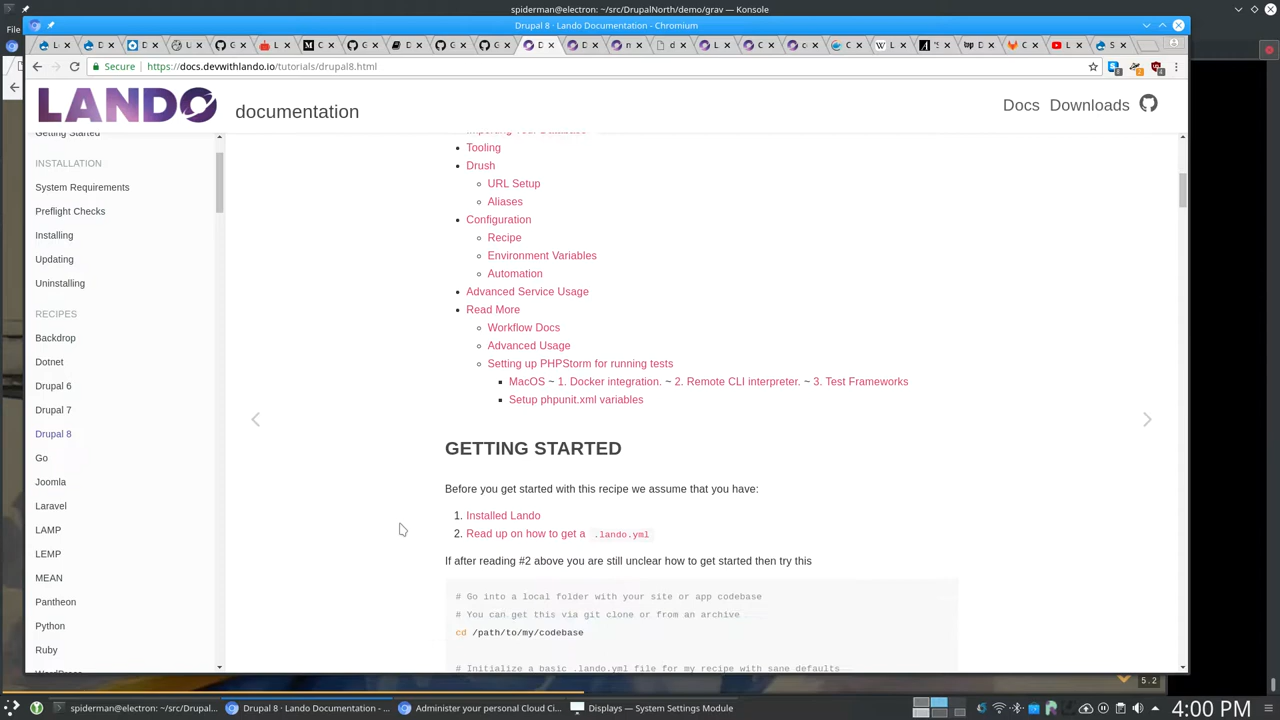 spiderman@electron: ~/src/DrupalNorth/demo/grav — Konsole
File
Drupal 8 · Lando Documentation - Chromium
Secure https://docs.devwithlando.io/tutorials/drupal8.html
LANDO documentation
Docs Downloads
Getting Started
INSTALLATION
System Requirements
Preflight Checks
Installing
Updating
Uninstalling
RECIPES
Backdrop
Dotnet
Drupal 6
Drupal 7
Drupal 8
Go
Joomla
Laravel
LAMP
LEMP
MEAN
Pantheon
Python
Ruby
WordPress
Importing Your Database
Tooling
Drush
URL Setup
Aliases
Configuration
Recipe
Environment Variables
Automation
Advanced Service Usage
Read More
Workflow Docs
Advanced Usage
Setting up PHPStorm for running tests
MacOS ~ 1. Docker integration. ~ 2. Remote CLI interpreter. ~ 3. Test Frameworks
Setup phpunit.xml variables
GETTING STARTED
Before you get started with this recipe we assume that you have:
1. Installed Lando
2. Read up on how to get a .lando.yml
If after reading #2 above you are still unclear how to get started then try this
# Go into a local folder with your site or app codebase
# You can get this via git clone or from an archive
cd /path/to/my/codebase
# Initialize a basic .lando.yml file for my recipe with sane defaults
5.2
spiderman@electron: ~/src/Drupal...
Drupal 8 · Lando Documentation - ...
Administer your personal Cloud Ci...
Displays — System Settings Module
4:00 PM